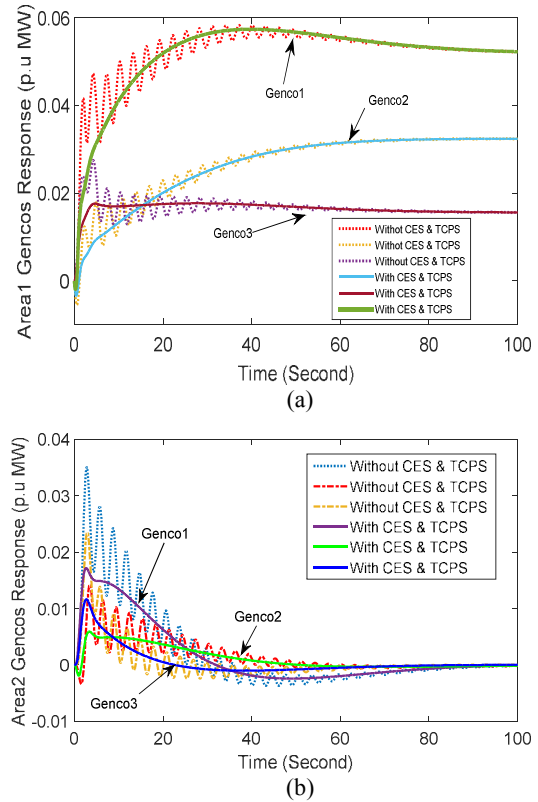 Area1 Gencos Response (p.u MW)
0.06
0.04
0.02
0
Genco1
Genco2
Genco3
Withot CES & TCPS
Withot CES & TCPS
Without CES & TCPS
With CES & TCPS
With CES & TCPS
With CES & TCPS
0 20 40 60 80 100
Time (Second)
(a)
Area2 Gencos Response (p.u MW)
0.04
0.03
0.02
0.01
0
-0.01
Without CES & TCPS
Without CES & TCPS
Without CES & TCPS
With CES & TCPS
With CES & TCPS
With CES & TCPS
Genco1
Genco2
Genco3
0 20 40 60 80 100
Time (Second)
(b)